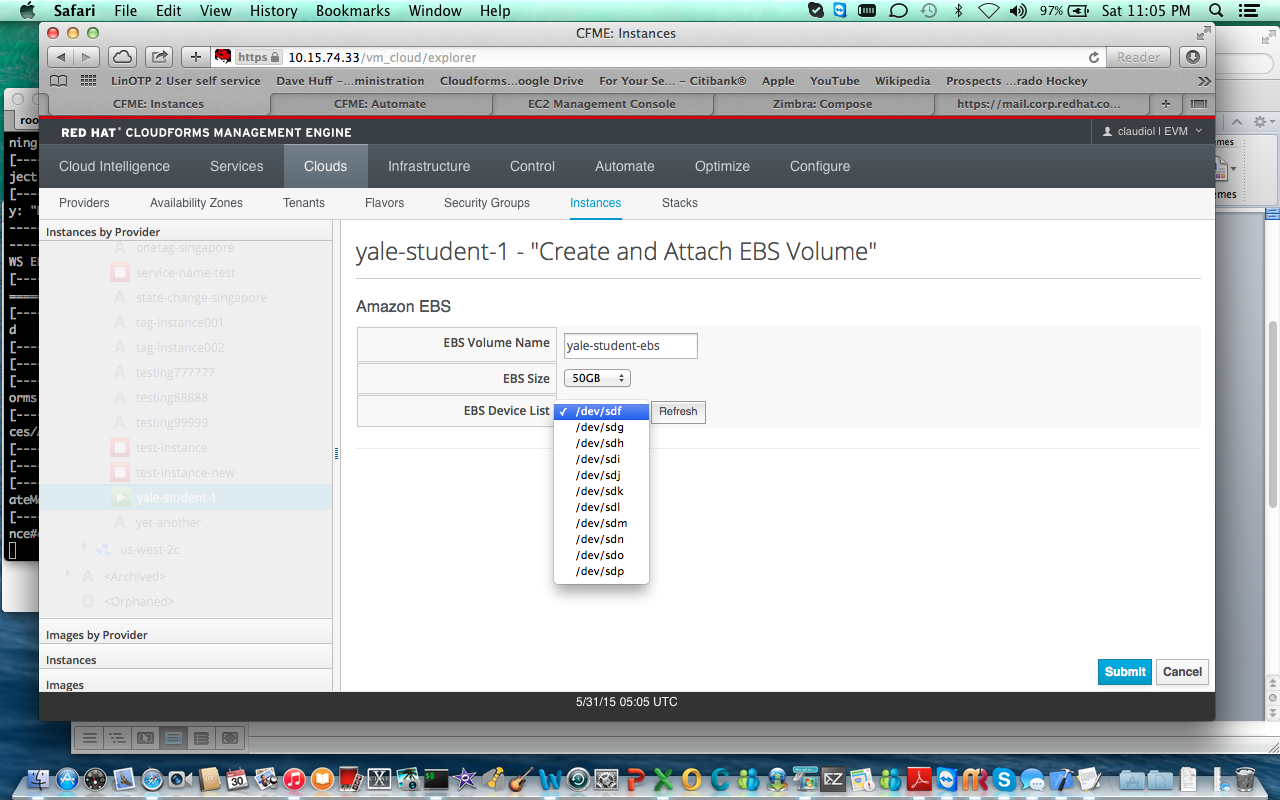 Safari File Edit View History Bookmarks Window Help 97% Sat 11:05 PM
CFME: Instances
https 10.15.74.33/vm_cloud/explorer Reader
LinOTP 2 User self service Dave Huff –...ministration Cloudforms...oogle Drive For Your Se... – Citibank® Apple YouTube Wikipedia Prospects ...rado Hockey
CFME: Instances CFME: Automate EC2 Management Console Zimbra: Compose https://mail.corp.redhat.co...
RED HAT® CLOUDFORMS MANAGEMENT ENGINE claudiol | EVM
Cloud Intelligence Services Clouds Infrastructure Control Automate Optimize Configure
Providers Availability Zones Tenants Flavors Security Groups Instances Stacks
Instances by Provider
onetag-singapore
service-name-test
state-change-singapore
tag-instance001
tag-instance002
testing777777
testing88888
testing99999
test-instance
test-instance-new
yale-student-1
yet-another
us-west-2c
<Archived>
<Orphaned>
Images by Provider
Instances
Images
yale-student-1 - "Create and Attach EBS Volume"
Amazon EBS
EBS Volume Name yale-student-ebs
EBS Size 50GB
EBS Device List ✓ /dev/sdf Refresh
/dev/sdg
/dev/sdh
/dev/sdi
/dev/sdj
/dev/sdk
/dev/sdl
/dev/sdm
/dev/sdn
/dev/sdo
/dev/sdp
Submit Cancel
5/31/15 05:05 UTC